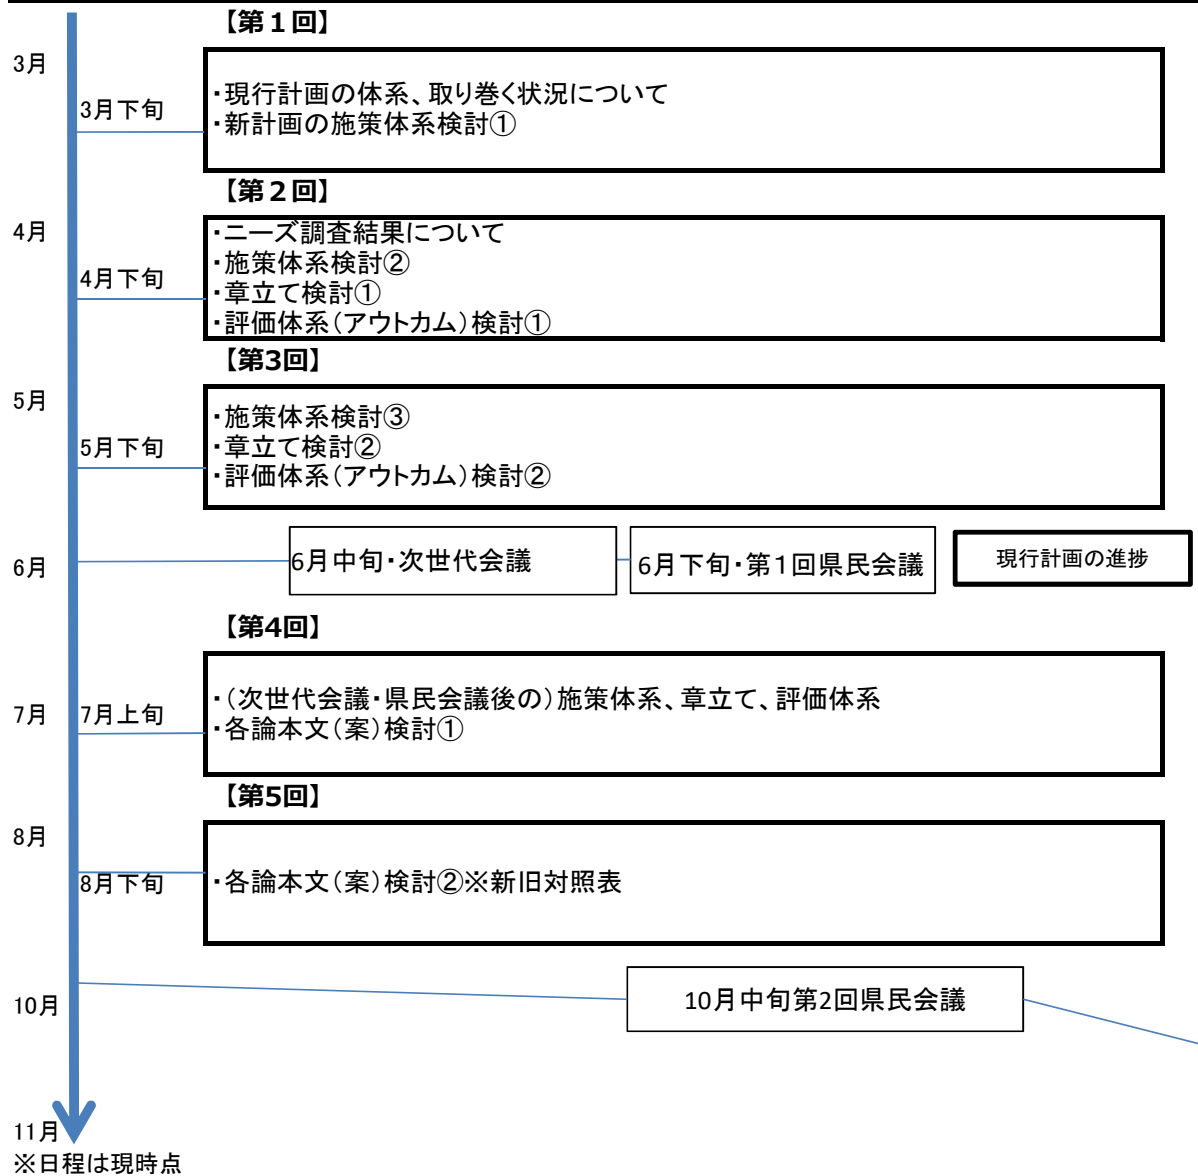 【第１回】
3月
3月下旬
・現行計画の体系、取り巻く状況について
・新計画の施策体系検討①
【第２回】
4月
4月下旬
・ニーズ調査結果について
・施策体系検討②
・章立て検討①
・評価体系（アウトカム）検討①
【第3回】
5月
5月下旬
・施策体系検討③
・章立て検討②
・評価体系（アウトカム）検討②
6月
6月中旬・次世代会議
6月下旬・第１回県民会議
現行計画の進捗
【第4回】
7月
7月上旬
・（次世代会議・県民会議後の）施策体系、章立て、評価体系
・各論本文（案）検討①
【第5回】
8月
8月下旬
・各論本文（案）検討②※新旧対照表
10月
10月中旬第2回県民会議
11月
※日程は現時点